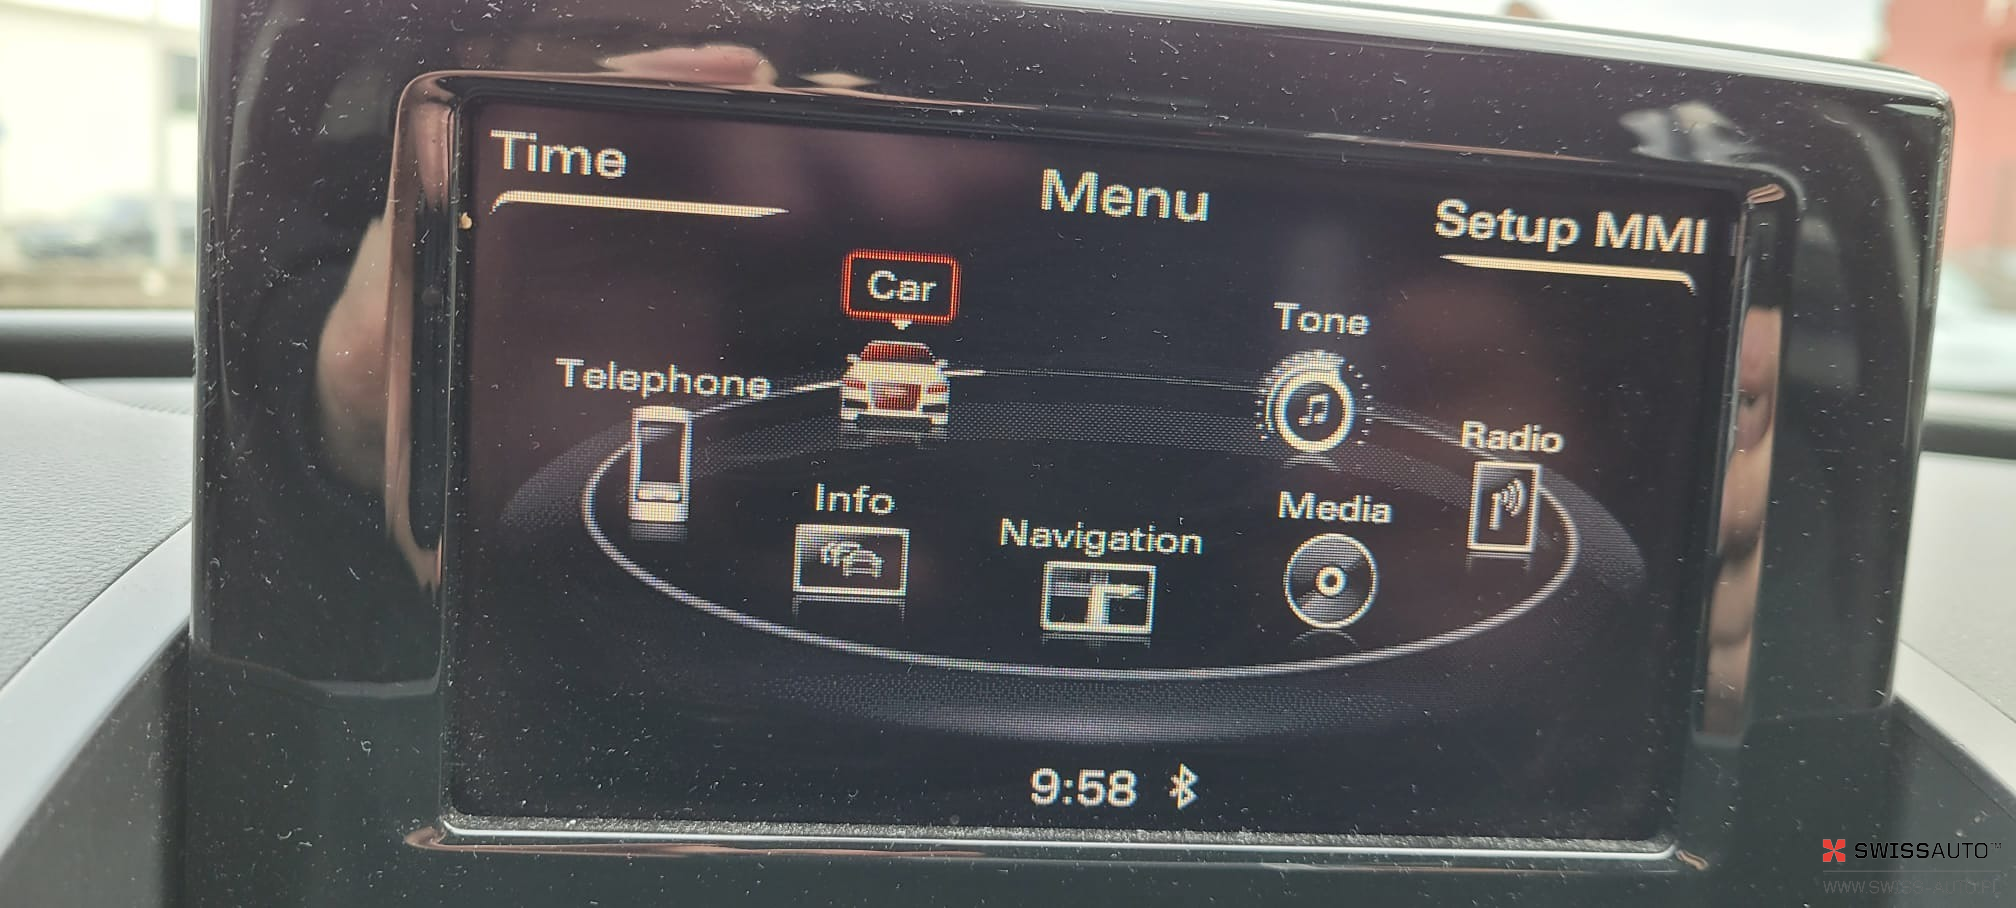 Time
Menu
Setup MMI
Car
Tone
Telephone
Radio
Info
Media
Navigation
9:58
SWISSAUTO™